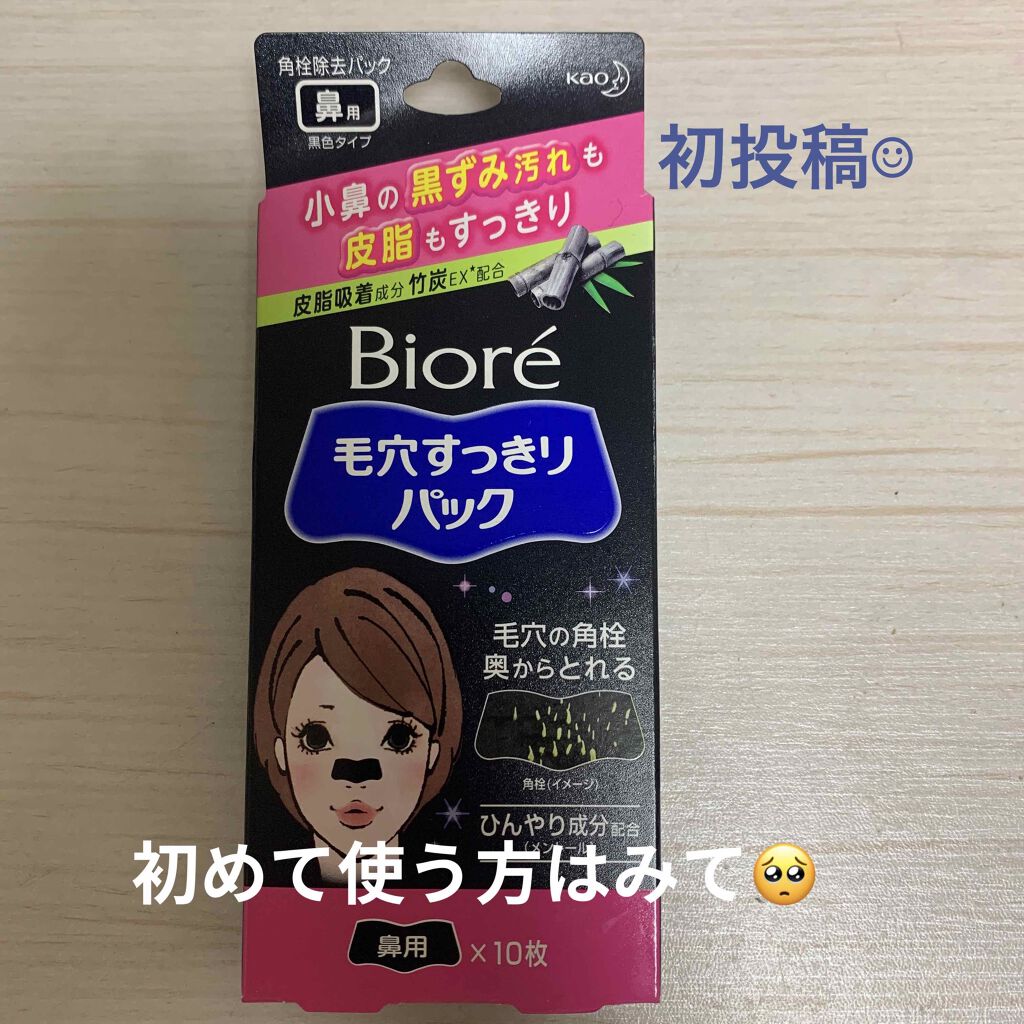 角栓除去パック
鼻用
黒色タイプ
Kao
初投稿☺
小鼻の黒ずみ汚れも
皮脂もすっきり
皮脂吸着成分竹炭EX*配合
Bioré
毛穴すっきり
パック
毛穴の角栓
奥からとれる
角栓(イメージ)
ひんやり成分配合
初めて使う方はみて🥺
鼻用 ×10枚